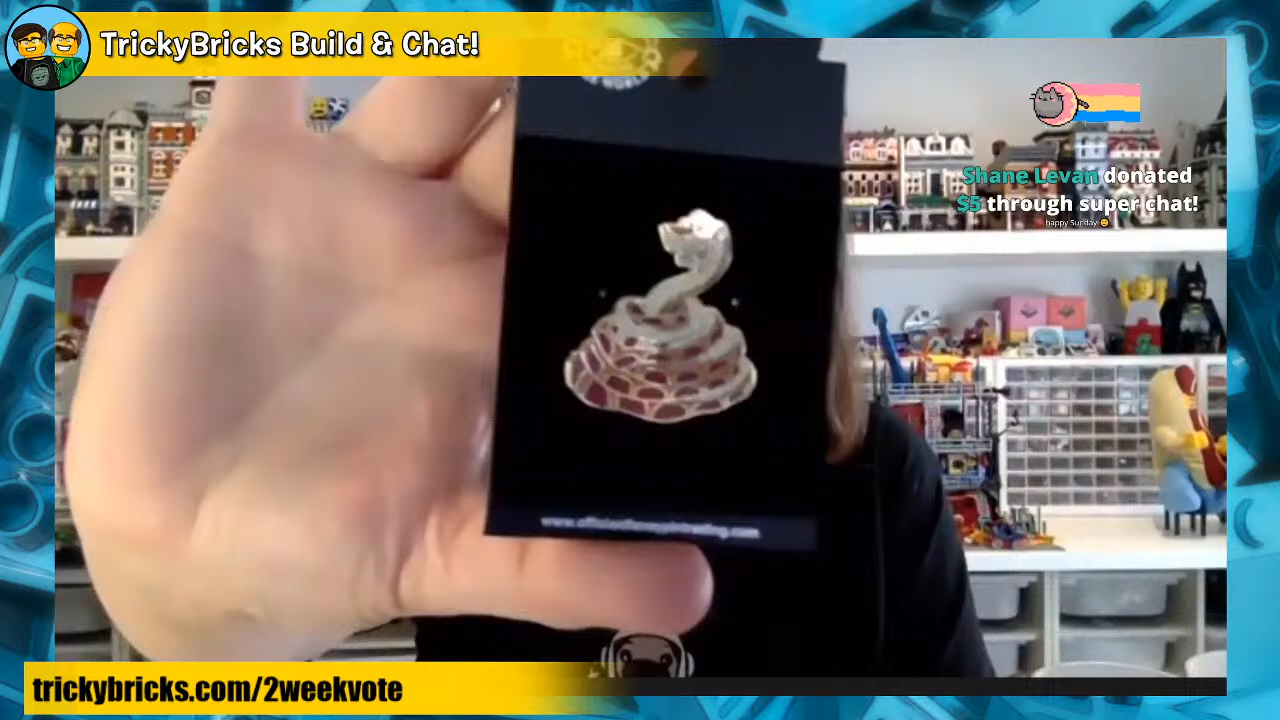 TrickyBricks Build & Chat!
Shane Levan donated
$5 through super chat!
happy Sunday
trickybricks.com/2weekvote